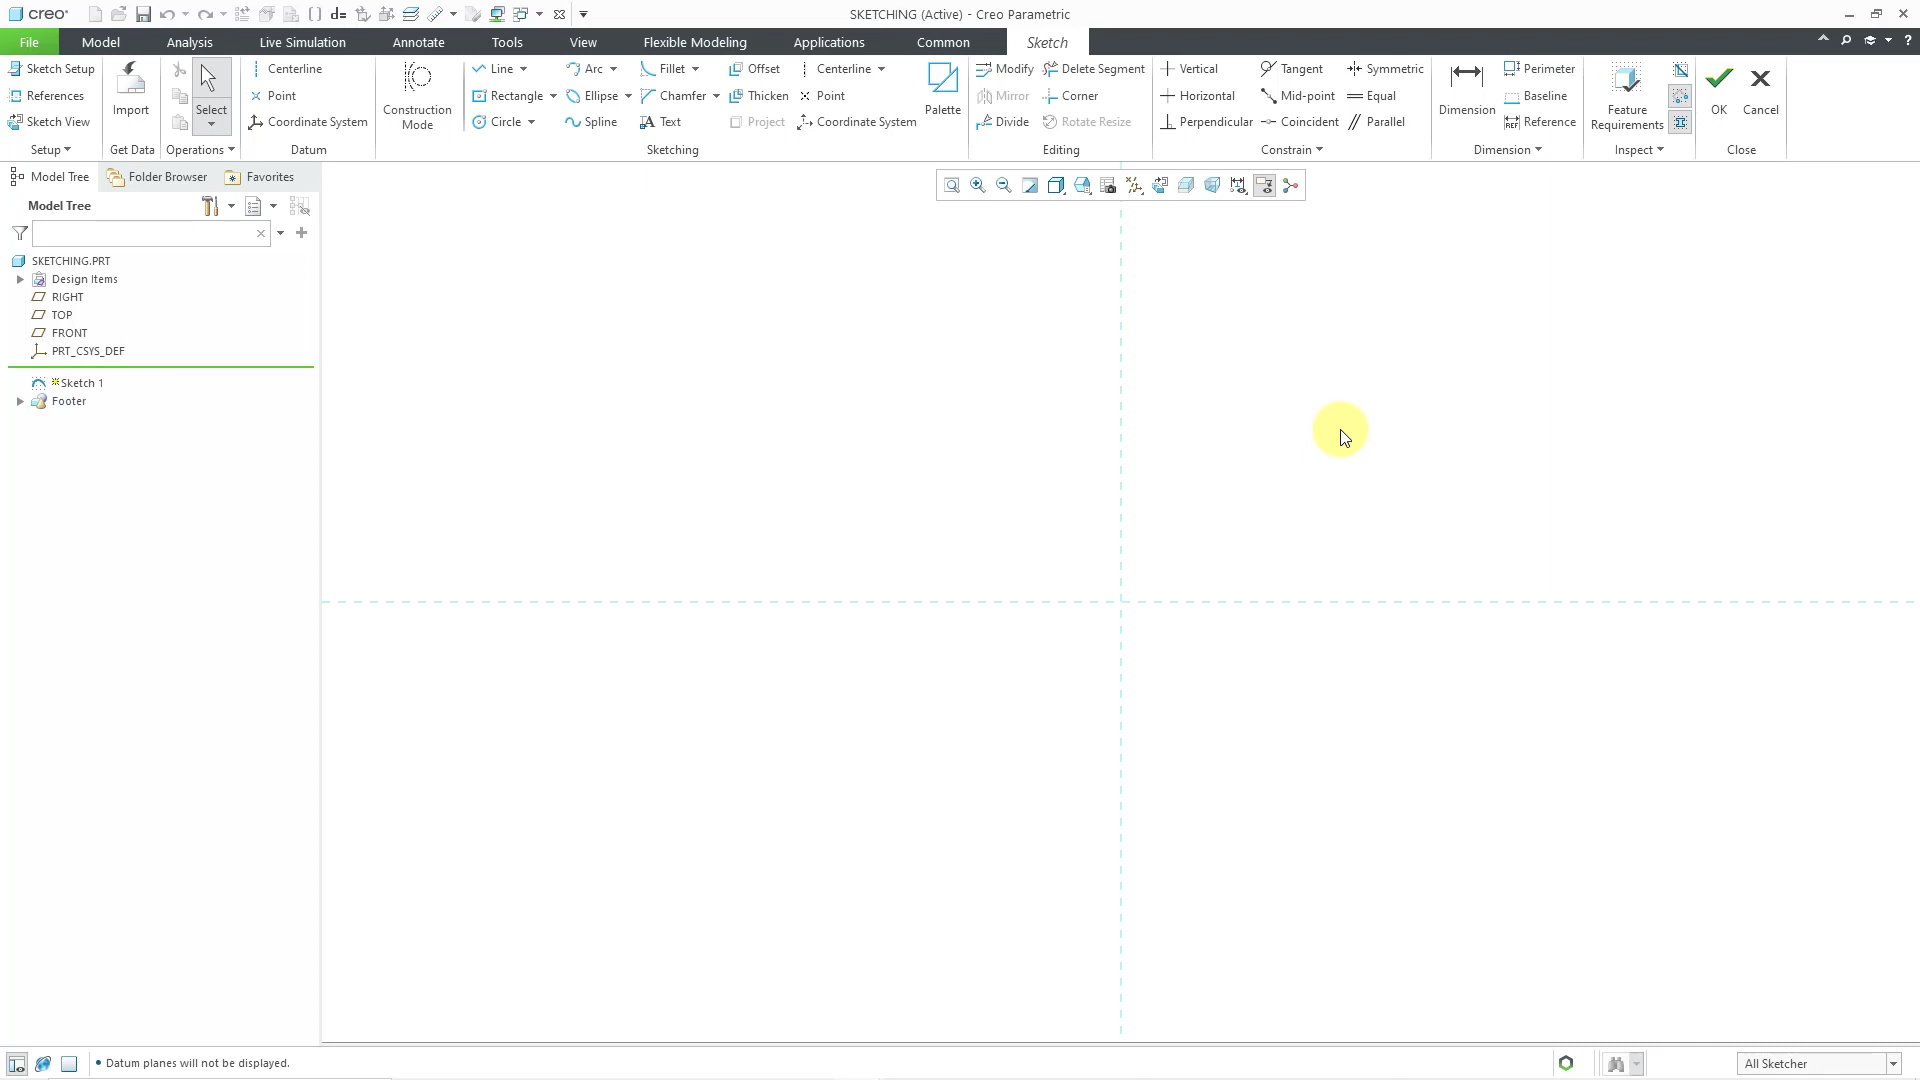 creo
SKETCHING (Active) - Creo Parametric
File Model Analysis Live Simulation Annotate Tools View Flexible Modeling Applications Common Sketch
Sketch Setup
References
Sketch View
Setup
Import
Get Data
Select
Operations
Centerline
Point
Coordinate System
Datum
Construction
Mode
Line Arc Fillet Offset Centerline
Rectangle Ellipse Chamfer Thicken Point
Circle Spline Text Project Coordinate System
Palette
Sketching
Modify Delete Segment
Mirror Corner
Divide Rotate Resize
Editing
Vertical Tangent Symmetric
Horizontal Mid-point Equal
Perpendicular Coincident Parallel
Constrain
Dimension
Perimeter
Baseline
REF Reference
Dimension
Feature
Requirements
Inspect
OK Cancel
Close
Model Tree Folder Browser Favorites
Model Tree
SKETCHING.PRT
Design Items
RIGHT
TOP
FRONT
PRT_CSYS_DEF
Sketch 1
Footer
Datum planes will not be displayed.
All Sketcher